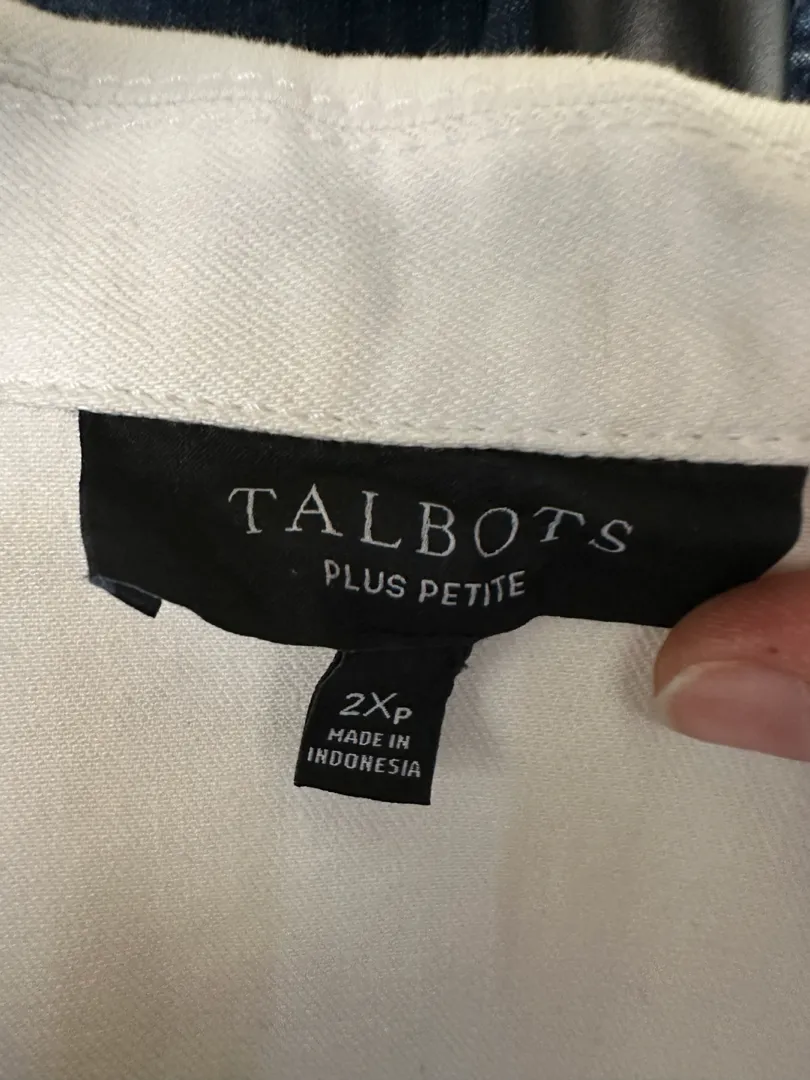 TALBOTS
PLUS PETITE
2XP
MADE IN
INDONESIA